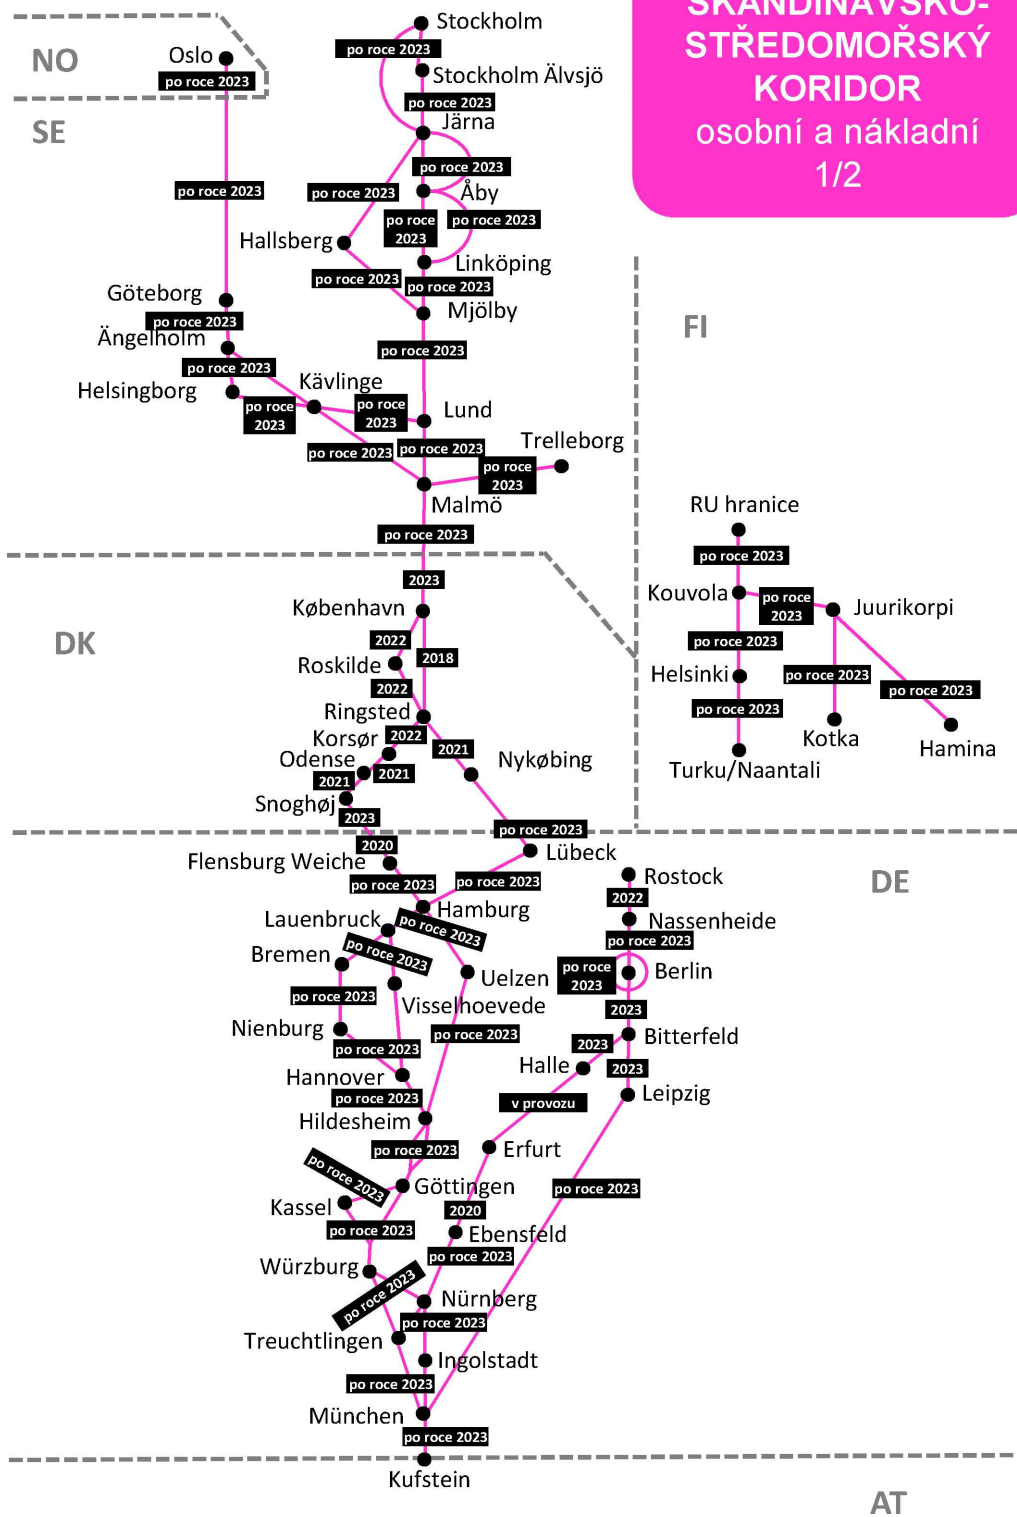 SKANDINÁVSKO-
STŘEDOMOŘSKÝ
KORIDOR
osobní a nákladní
1/2
NO
Oslo
po roce 2023
SE
Stockholm
po roce 2023
Stockholm Älvsjö
po roce 2023
Järna
po roce 2023
po roce 2023
po roce 2023
Åby
po roce
2023
po roce 2023
Hallsberg
Linköping
po roce 2023
po roce 2023
Göteborg
Mjölby
po roce 2023
Ängelholm
po roce 2023
po roce 2023
Helsingborg
Kävlinge
po roce
2023
po roce
2023
Lund
po roce 2023
po roce 2023
Trelleborg
po roce
2023
Malmö
po roce 2023
FI
RU hranice
po roce 2023
Kouvola
po roce
2023
Juurikorpi
po roce 2023
Helsinki
po roce 2023
po roce 2023
po roce 2023
Kotka
Hamina
Turku/Naantali
DK
2023
København
2022
2018
Roskilde
2022
Ringsted
2022
Korsør
2021
Nykøbing
Odense
2021
2021
Snoghøj
2023
po roce 2023
DE
2020
Flensburg Weiche
Lübeck
po roce 2023
po roce 2023
Rostock
2022
Hamburg
Lauenbruck
po roce 2023
Nassenheide
po roce 2023
Bremen
po roce 2023
po roce
2023
Berlin
Uelzen
po roce 2023
Visselhoevede
2023
Nienburg
po roce 2023
Bitterfeld
po roce 2023
2023
Halle
2023
Hannover
po roce 2023
v provozu
Leipzig
Hildesheim
po roce 2023
Erfurt
po roce 2023
Göttingen
po roce 2023
Kassel
2020
po roce 2023
Ebensfeld
po roce 2023
Würzburg
po roce 2023
Nürnberg
po roce 2023
Treuchtlingen
Ingolstadt
po roce 2023
München
po roce 2023
Kufstein
AT